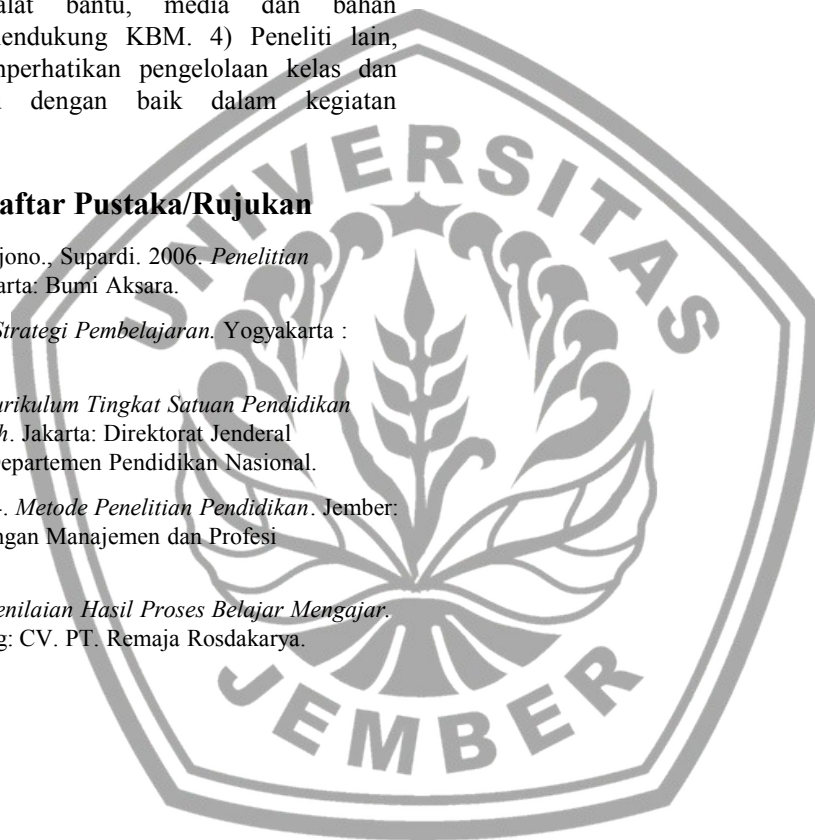 alat bantu, media dan bahan
endukung KBM. 4) Peneliti lain,
perhatikan pengelolaan kelas dan
dengan baik dalam kegiatan
aftar Pustaka/Rujukan
jono., Supardi. 2006. Penelitian
arta: Bumi Aksara.
Strategi Pembelajaran. Yogyakarta :
urikulum Tingkat Satuan Pendidikan
h. Jakarta: Direktorat Jenderal
epartemen Pendidikan Nasional.
. Metode Penelitian Pendidikan. Jember:
ngan Manajemen dan Profesi
enilaian Hasil Proses Belajar Mengajar.
g: CV. PT. Remaja Rosdakarya.
UNIVERSITAS
JEMBER